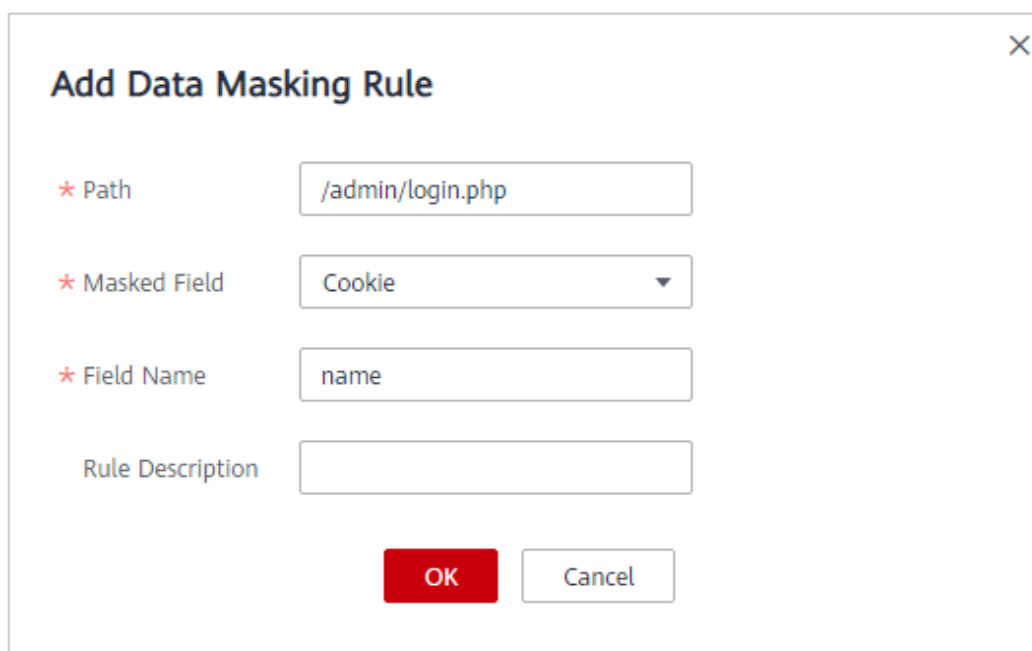 Add Data Masking Rule
* Path /admin/login.php
* Masked Field Cookie
* Field Name name
Rule Description
OK Cancel